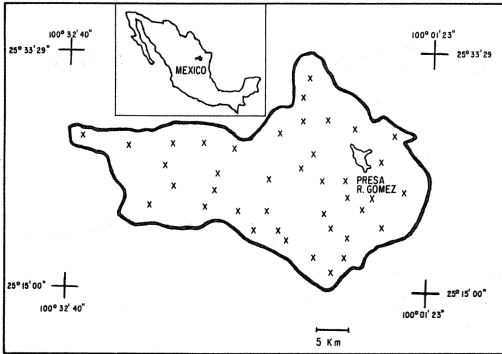 100° 32' 40"
25° 33' 29"
MEXICO
100° 01' 23"
25° 33' 29
PRESA
R. GOMEZ
25° 15' 00"
100° 32' 40"
25° 15' 00"
100° 01' 23"
5 Km